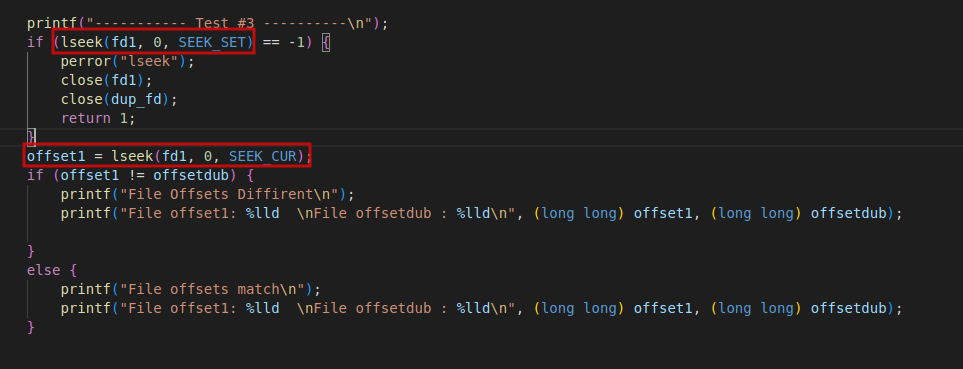 printf("----------- Test #3 ----------\n");
if (lseek(fd1, 0, SEEK_SET) == -1) {
    perror("lseek");
    close(fd1);
    close(dup_fd);
    return 1;
}
offset1 = lseek(fd1, 0, SEEK_CUR);
if (offset1 != offsetdub) {
    printf("File Offsets Diffirent\n");
    printf("File offset1: %lld  \nFile offsetdub : %lld\n", (long long) offset1, (long long) offsetdub);
}
else {
    printf("File offsets match\n");
    printf("File offset1: %lld  \nFile offsetdub : %lld\n", (long long) offset1, (long long) offsetdub);
}